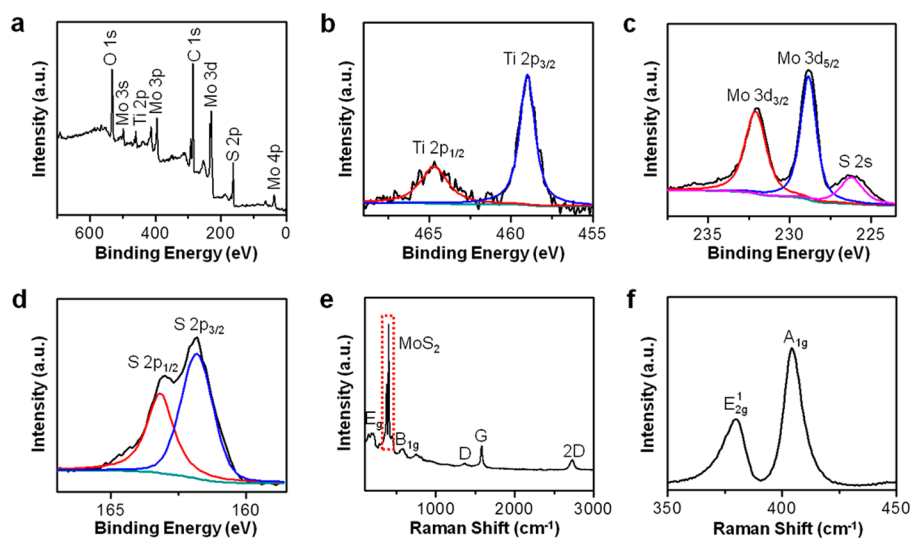 a
Intensity (a.u.)
O 1s
Mo 3s
Ti 2p
Mo 3p
C 1s
Mo 3d
S 2p
Mo 4p
600 400 200 0
Binding Energy (eV)
b
Intensity (a.u.)
Ti 2p1/2
Ti 2p3/2
465 460 455
Binding Energy (eV)
c
Intensity (a.u.)
Mo 3d3/2
Mo 3d5/2
S 2s
235 230 225
Binding Energy (eV)
d
Intensity (a.u.)
S 2p1/2
S 2p3/2
165 160
Binding Energy (eV)
e
Intensity (a.u.)
Eg
MoS2
B1g
D
G
2D
1000 2000 3000
Raman Shift (cm-1)
f
Intensity (a.u.)
E12g
A1g
350 400 450
Raman Shift (cm-1)